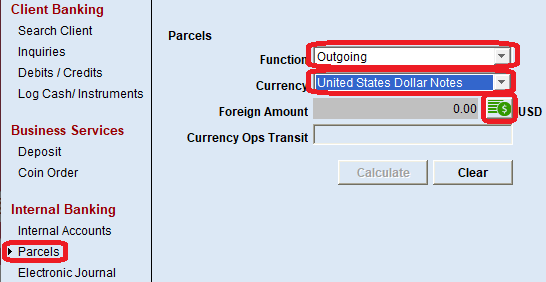 Client Banking
Search Client
Inquiries
Debits / Credits
Log Cash/ Instruments
Business Services
Deposit
Coin Order
Internal Banking
Internal Accounts
Parcels
Electronic Journal
Parcels
Function Outgoing
Currency United States Dollar Notes
Foreign Amount 0.00 $ USD
Currency Ops Transit
Calculate Clear